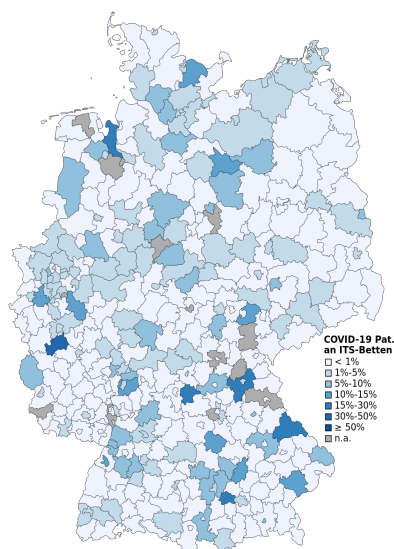 COVID-19 Pat.
an ITS-Betten
< 1%
1%-5%
5%-10%
10%-15%
15%-30%
30%-50%
≥ 50%
n.a.